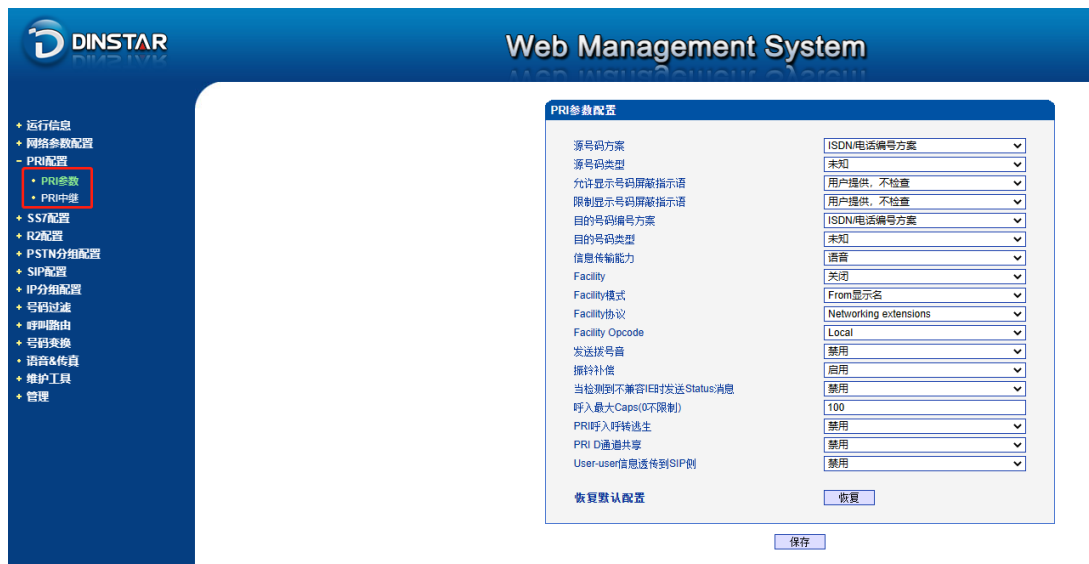 DINSTAR
Web Management System
+ 运行信息
+ 网络参数配置
- PRI配置
• PRI参数
• PRI中继
+ SS7配置
+ R2配置
+ PSTN分组配置
+ SIP配置
+ IP分组配置
+ 号码过滤
+ 呼叫路由
+ 号码变换
• 语音&传真
+ 维护工具
+ 管理
PRI参数配置
源号码方案 ISDN/电话编号方案
源号码类型 未知
允许显示号码屏蔽指示语 用户提供，不检查
限制显示号码屏蔽指示语 用户提供，不检查
目的号码编号方案 ISDN/电话编号方案
目的号码类型 未知
信息传输能力 语音
Facility 关闭
Facility模式 From显示名
Facility协议 Networking extensions
Facility Opcode Local
发送拨号音 禁用
振铃补偿 启用
当检测到不兼容IE时发送Status消息 禁用
呼入最大Caps(0不限制) 100
PRI呼入呼转逃生 禁用
PRI D通道共享 禁用
User-user信息透传到SIP侧 禁用
恢复默认配置 恢复
保存